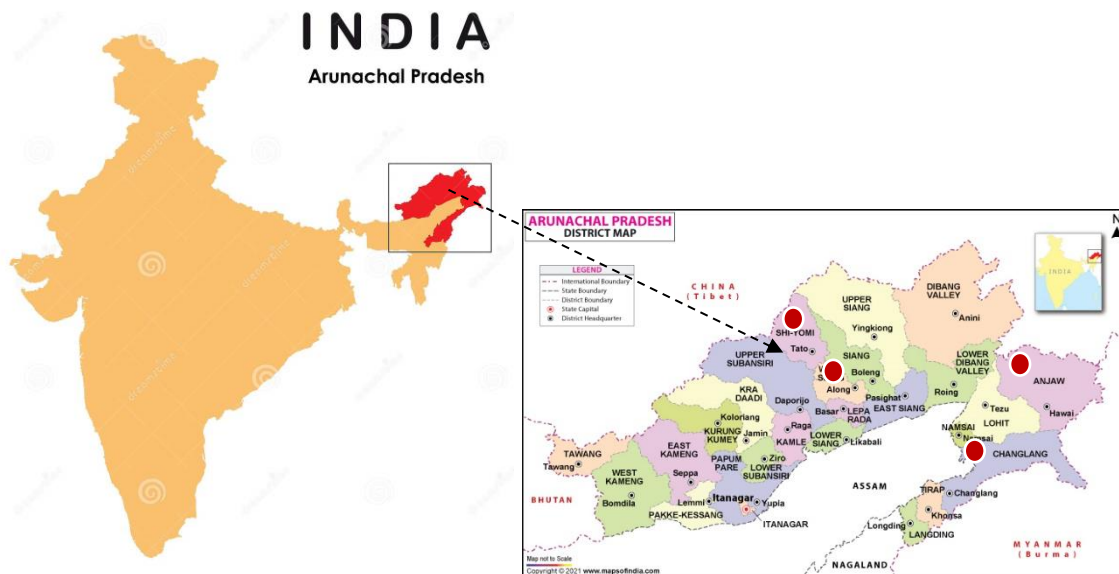 INDIA
Arunachal Pradesh
ARUNACHAL PRADESH
DISTRICT MAP
N
LEGEND
International Boundary
State Boundary
District Boundary
State Capital
District Headquarter
CHINA
(Tibet)
INDIA
UPPER
SIANG
DIBANG
VALLEY
Anini
SHI-YOMI
Yingkiong
Tato
SIANG
UPPER
SUBANSIRI
LOWER
DIBANG
VALLEY
Boleng
ANJAW
Along
Roing
KRA
DAADI
Daporijo
Pasighat
EAST SIANG
Tezu
Hawai
LOHIT
Basar
LEPA
RADA
Koloriang
Raga
NAMSAI
Namsai
KURUNG
KUMEY
Jamin
KAMLE
LOWER
SIANG
Likabali
EAST
KAMENG
TAWANG
Tawang
PAPUM
PARE
Ziro
CHANGLANG
WEST
KAMENG
Seppa
LOWER
SUBANSIRI
ASSAM
BHUTAN
Bomdila
Lemmi
Itanagar
Yupia
TIRAP
Changlang
PAKKE-KESSANG
ITANAGAR
Khonsa
Longding
LANGDING
MYANMAR
(Burma)
NAGALAND
Map not to Scale
Copyright © 2021 www.mapsofindia.com